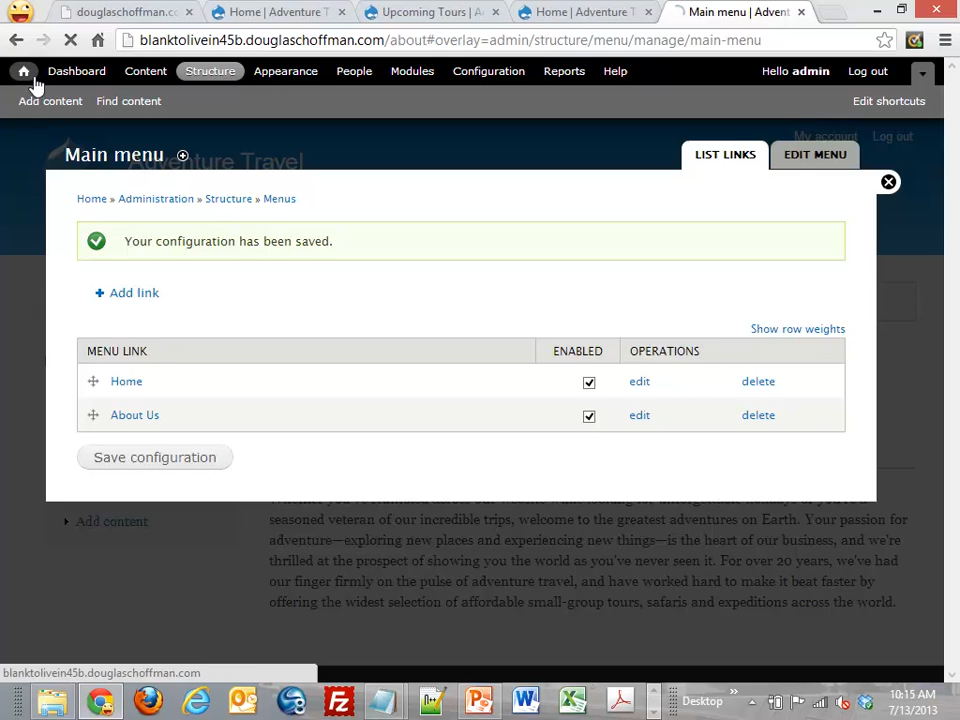 douglaschoffman.cc
Home | Adventure T
Upcoming Tours | A
Home | Adventure T
Main menu | Advent
blanktolivein45b.douglaschoffman.com/about#overlay=admin/structure/menu/manage/main-menu
Dashboard Content Structure Appearance People Modules Configuration Reports Help Hello admin Log out
Add content Find content Edit shortcuts
My account Log out
Adventure Travel
Main menu
LIST LINKS EDIT MENU
Home » Administration » Structure » Menus
Your configuration has been saved.
+ Add link
Show row weights
MENU LINK ENABLED OPERATIONS
Home edit delete
About Us edit delete
Save configuration
Add content
seasoned veteran of our incredible trips, welcome to the greatest adventures on Earth. Your passion for
adventure—exploring new places and experiencing new things—is the heart of our business, and we're
thrilled at the prospect of showing you the world as you've never seen it. For over 20 years, we've had
our finger firmly on the pulse of adventure travel, and have worked hard to make it beat faster by
offering the widest selection of affordable small-group tours, safaris and expeditions across the world.
blanktolivein45b.douglaschoffman.com
Desktop
10:15 AM
7/13/2013